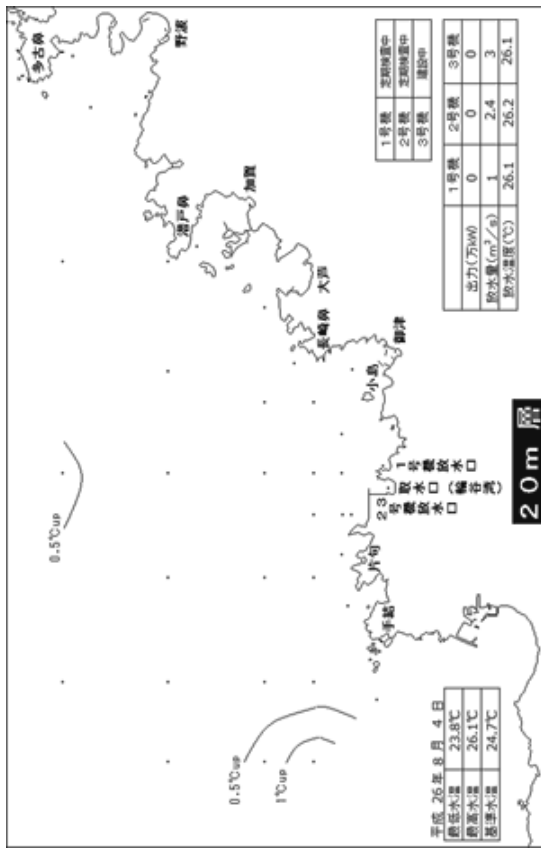 多古鼻
野波
潜戸鼻
加賀
大芦
長崎鼻
御津
小島
1号機放水口
取水口（輪谷湾）
2 3
号機放水口
片句
手結
0.5℃up
0.5℃up
1℃up
1号機 定期検査中
2号機 定期検査中
3号機 建設中
1号機 2号機 3号機
出力(万kW) 0 0 0
放水量(m³/s) 1 2.4 3
放水温度(℃) 26.1 26.2 26.1
20m 層
平成 26年 8月 4日
最低水温 23.8℃
最高水温 26.1℃
基準水温 24.7℃